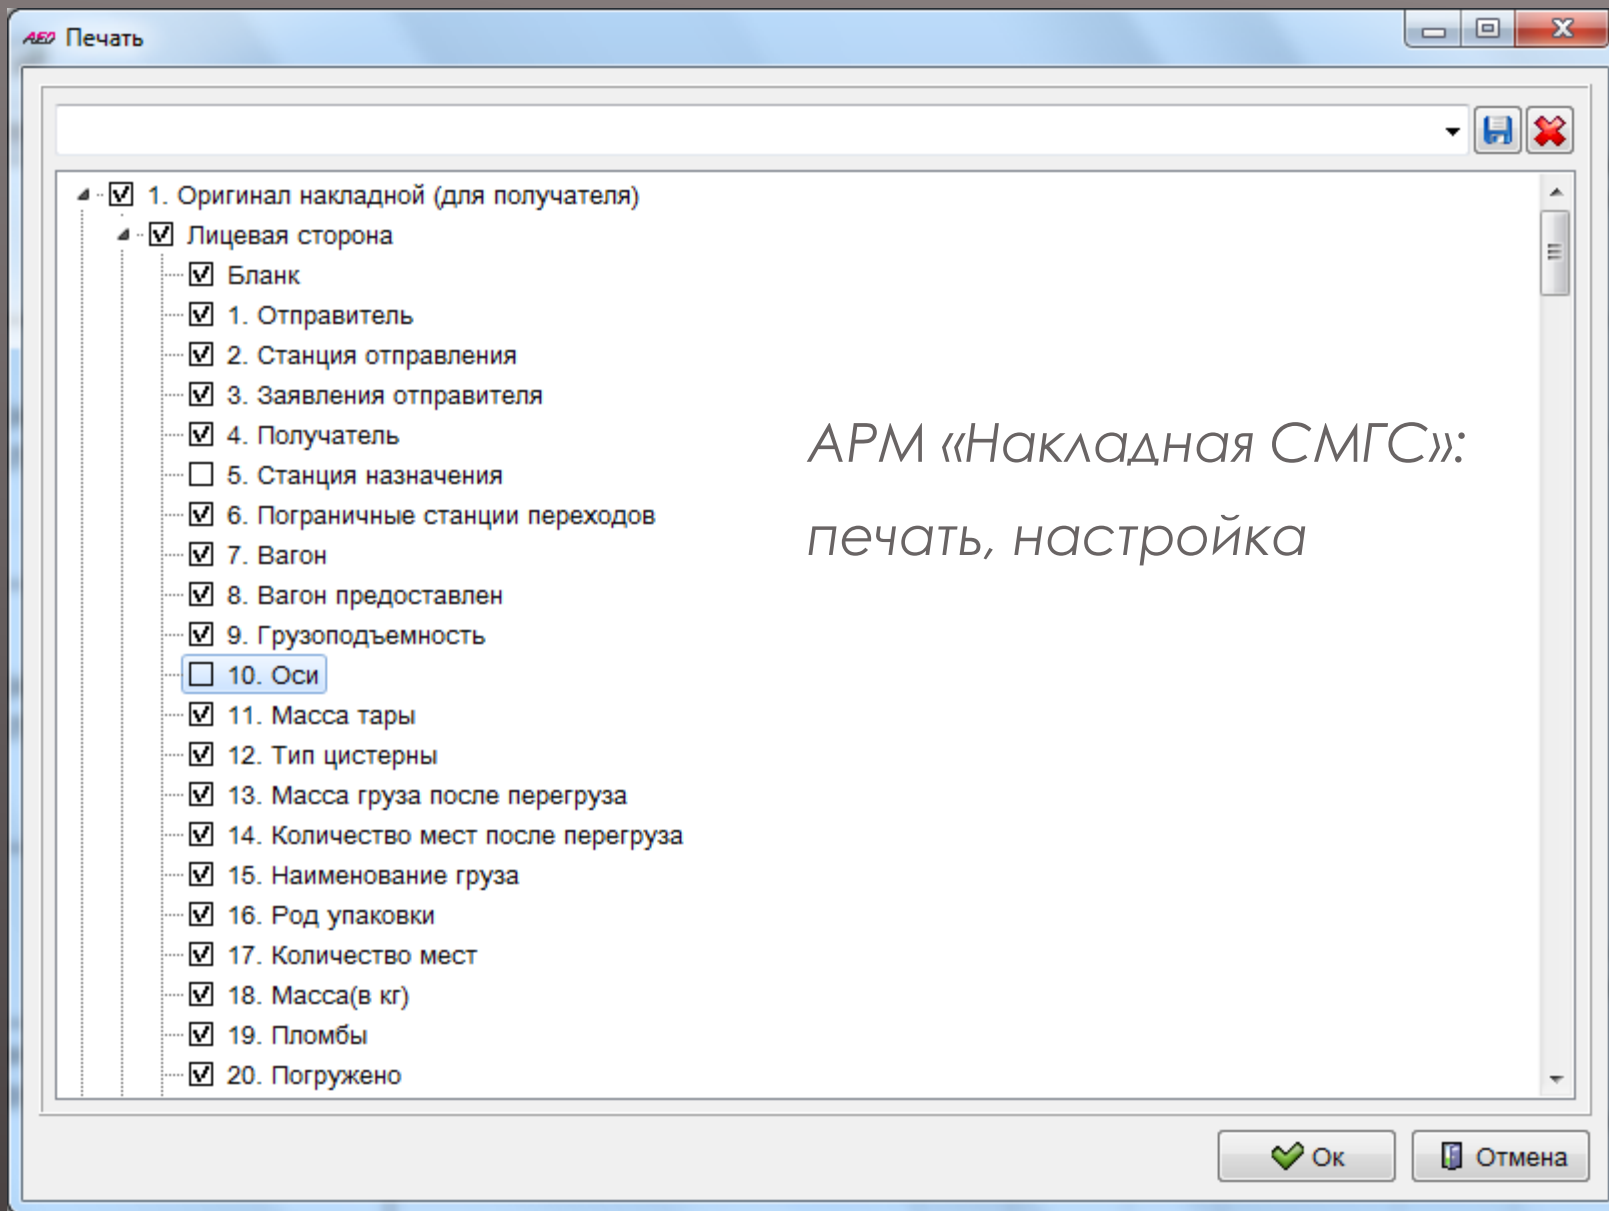 AEO Печать
1. Оригинал накладной (для получателя)
Лицевая сторона
Бланк
1. Отправитель
2. Станция отправления
3. Заявления отправителя
4. Получатель
5. Станция назначения
6. Пограничные станции переходов
7. Вагон
8. Вагон предоставлен
9. Грузоподъемность
10. Оси
11. Масса тары
12. Тип цистерны
13. Масса груза после перегруза
14. Количество мест после перегруза
15. Наименование груза
16. Род упаковки
17. Количество мест
18. Масса(в кг)
19. Пломбы
20. Погружено
АРМ «Накладная СМГС»:
печать, настройка
Ок
Отмена